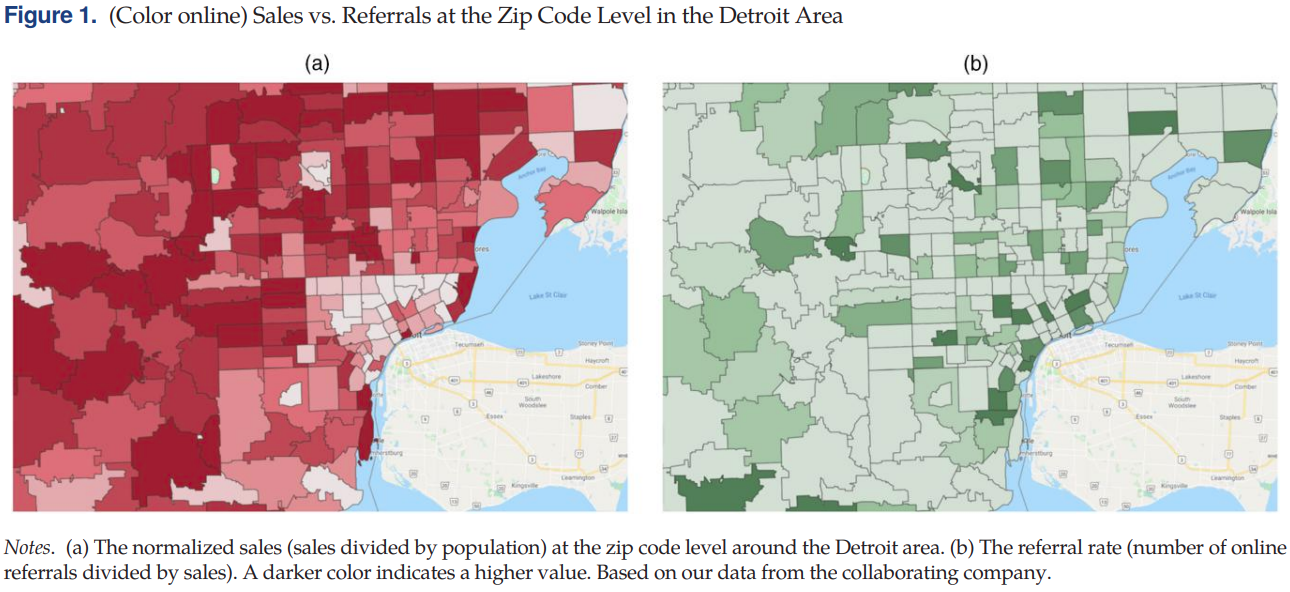 Figure 1. (Color online) Sales vs. Referrals at the Zip Code Level in the Detroit Area
(a)
(b)
Anchor Bay
Walpole Isla
ores
Lake St Clair
Tecumseh
Stoney Point
Haycroft
401
Lakeshore
Comber
South
Woodslee
Essex
Staples
mherstburg
Leamington
Kingsville
Anchor Bay
Walpole Isla
ores
Lake St Clair
Tecumseh
Stoney Point
Haycroft
401
Lakeshore
Comber
South
Woodslee
Essex
Staples
mherstburg
Leamington
Kingsville
Notes. (a) The normalized sales (sales divided by population) at the zip code level around the Detroit area. (b) The referral rate (number of online
referrals divided by sales). A darker color indicates a higher value. Based on our data from the collaborating company.